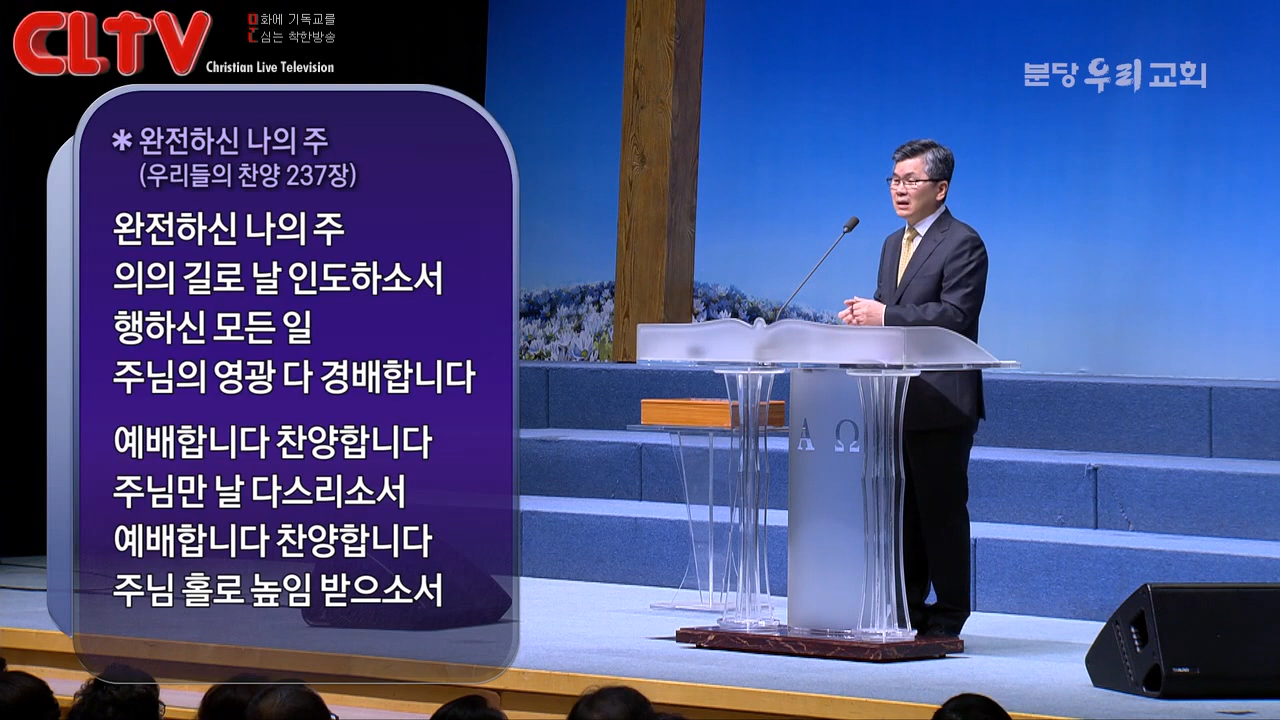 CLTV
문화에 기독교를
심는 착한방송
Christian Live Television
분당우리교회
* 완전하신 나의 주
(우리들의 찬양 237장)
완전하신 나의 주
의의 길로 날 인도하소서
행하신 모든 일
주님의 영광 다 경배합니다
예배합니다 찬양합니다
주님만 날 다스리소서
예배합니다 찬양합니다
주님 홀로 높임 받으소서
Α Ω